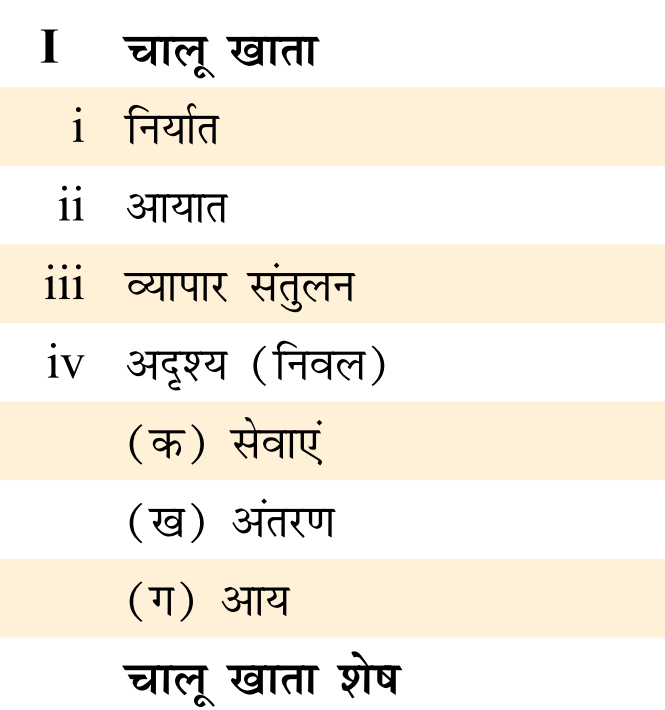 I चालू खाता
i निर्यात
ii आयात
iii व्यापार संतुलन
iv अदृश्य (निवल)
(क) सेवाएं
(ख) अंतरण
(ग) आय
चालू खाता शेष